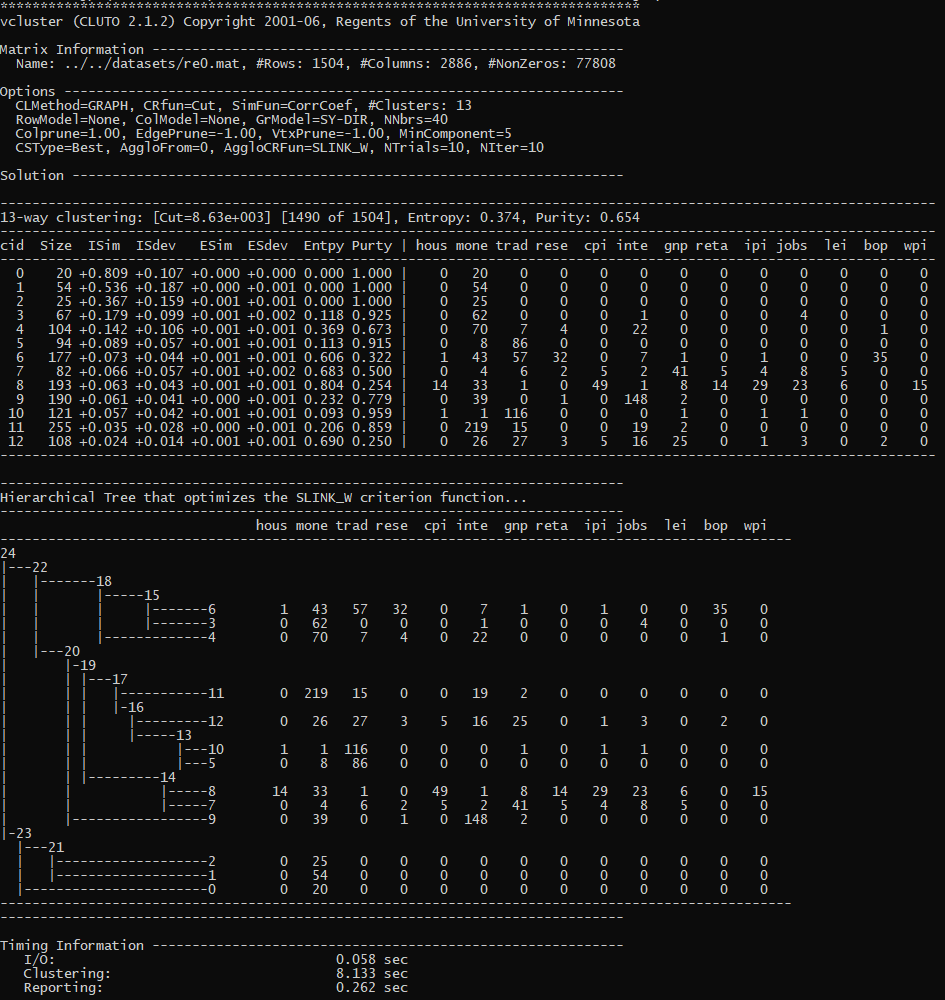 ********************************************************************************
vcluster (CLUTO 2.1.2) Copyright 2001-06, Regents of the University of Minnesota

Matrix Information -----------------------------------------------------------
  Name: ../../datasets/re0.mat, #Rows: 1504, #Columns: 2886, #NonZeros: 77808

Options ----------------------------------------------------------------------
  CLMethod=GRAPH, CRfun=Cut, SimFun=CorrCoef, #Clusters: 13
  RowModel=None, ColModel=None, GrModel=SY-DIR, NNbrs=40
  Colprune=1.00, EdgePrune=-1.00, VtxPrune=-1.00, MinComponent=5
  CSType=Best, AggloFrom=0, AggloCRFun=SLINK_W, NTrials=10, NIter=10

Solution ---------------------------------------------------------------------

---------------------------------------------------------------------------------------------------------------------
13-way clustering: [Cut=8.63e+003] [1490 of 1504], Entropy: 0.374, Purity: 0.654
---------------------------------------------------------------------------------------------------------------------
cid  Size  ISim  ISdev   ESim  ESdev  Entpy Purty | hous mone trad rese  cpi inte  gnp reta  ipi jobs  lei  bop  wpi
---------------------------------------------------------------------------------------------------------------------
  0    20 +0.809 +0.107 +0.000 +0.000 0.000 1.000 |    0   20    0    0    0    0    0    0    0    0    0    0    0
  1    54 +0.536 +0.187 +0.000 +0.000 0.000 1.000 |    0   54    0    0    0    0    0    0    0    0    0    0    0
  2    25 +0.367 +0.159 +0.001 +0.001 0.000 1.000 |    0   25    0    0    0    0    0    0    0    0    0    0    0
  3    67 +0.179 +0.099 +0.001 +0.002 0.118 0.925 |    0   62    0    0    0    1    0    0    0    4    0    0    0
  4   104 +0.142 +0.106 +0.001 +0.001 0.369 0.673 |    0   70    7    4    0   22    0    0    0    0    0    1    0
  5    94 +0.089 +0.057 +0.001 +0.001 0.113 0.915 |    0    8   86    0    0    0    0    0    0    0    0    0    0
  6   177 +0.073 +0.044 +0.001 +0.001 0.606 0.322 |    1   43   57   32    0    7    1    0    1    0    0   35    0
  7    82 +0.066 +0.057 +0.001 +0.002 0.683 0.500 |    0    4    6    2    5    2   41    5    4    8    5    0    0
  8   193 +0.063 +0.043 +0.001 +0.001 0.804 0.254 |   14   33    1    0   49    1    8   14   29   23    6    0   15
  9   190 +0.061 +0.041 +0.000 +0.001 0.232 0.779 |    0   39    0    1    0  148    2    0    0    0    0    0    0
 10   121 +0.057 +0.042 +0.001 +0.001 0.093 0.959 |    1    1  116    0    0    0    1    0    1    1    0    0    0
 11   255 +0.035 +0.028 +0.000 +0.001 0.206 0.859 |    0  219   15    0    0   19    2    0    0    0    0    0    0
 12   108 +0.024 +0.014 +0.001 +0.001 0.690 0.250 |    0   26   27    3    5   16   25    0    1    3    0    2    0
---------------------------------------------------------------------------------------------------------------------

------------------------------------------------------------------------------
Hierarchical Tree that optimizes the SLINK_W criterion function...
------------------------------------------------------------------------------
                                hous mone trad rese  cpi inte  gnp reta  ipi jobs  lei  bop  wpi
---------------------------------------------------------------------------------------------------
24
|---22
|   |-------18
|   |       |-----15
|   |       |     |-------6        1   43   57   32    0    7    1    0    1    0    0   35    0
|   |       |     |-------3        0   62    0    0    0    1    0    0    0    4    0    0    0
|   |       |-------------4        0   70    7    4    0   22    0    0    0    0    0    1    0
|   |---20
|       |-19
|       | |---17
|       | |   |-----------11       0  219   15    0    0   19    2    0    0    0    0    0    0
|       | |   |-16
|       | |     |---------12       0   26   27    3    5   16   25    0    1    3    0    2    0
|       | |     |-----13
|       | |           |---10       1    1  116    0    0    0    1    0    1    1    0    0    0
|       | |           |---5        0    8   86    0    0    0    0    0    0    0    0    0    0
|       | |---------14
|       |           |-----8       14   33    1    0   49    1    8   14   29   23    6    0   15
|       |           |-----7        0    4    6    2    5    2   41    5    4    8    5    0    0
|       |-----------------9        0   39    0    1    0  148    2    0    0    0    0    0    0
|-23
  |---21
  |   |-------------------2        0   25    0    0    0    0    0    0    0    0    0    0    0
  |   |-------------------1        0   54    0    0    0    0    0    0    0    0    0    0    0
  |-----------------------0        0   20    0    0    0    0    0    0    0    0    0    0    0
---------------------------------------------------------------------------------------------------
------------------------------------------------------------------------------

Timing Information -----------------------------------------------------------
   I/O:                                   0.058 sec
   Clustering:                            8.133 sec
   Reporting:                             0.262 sec